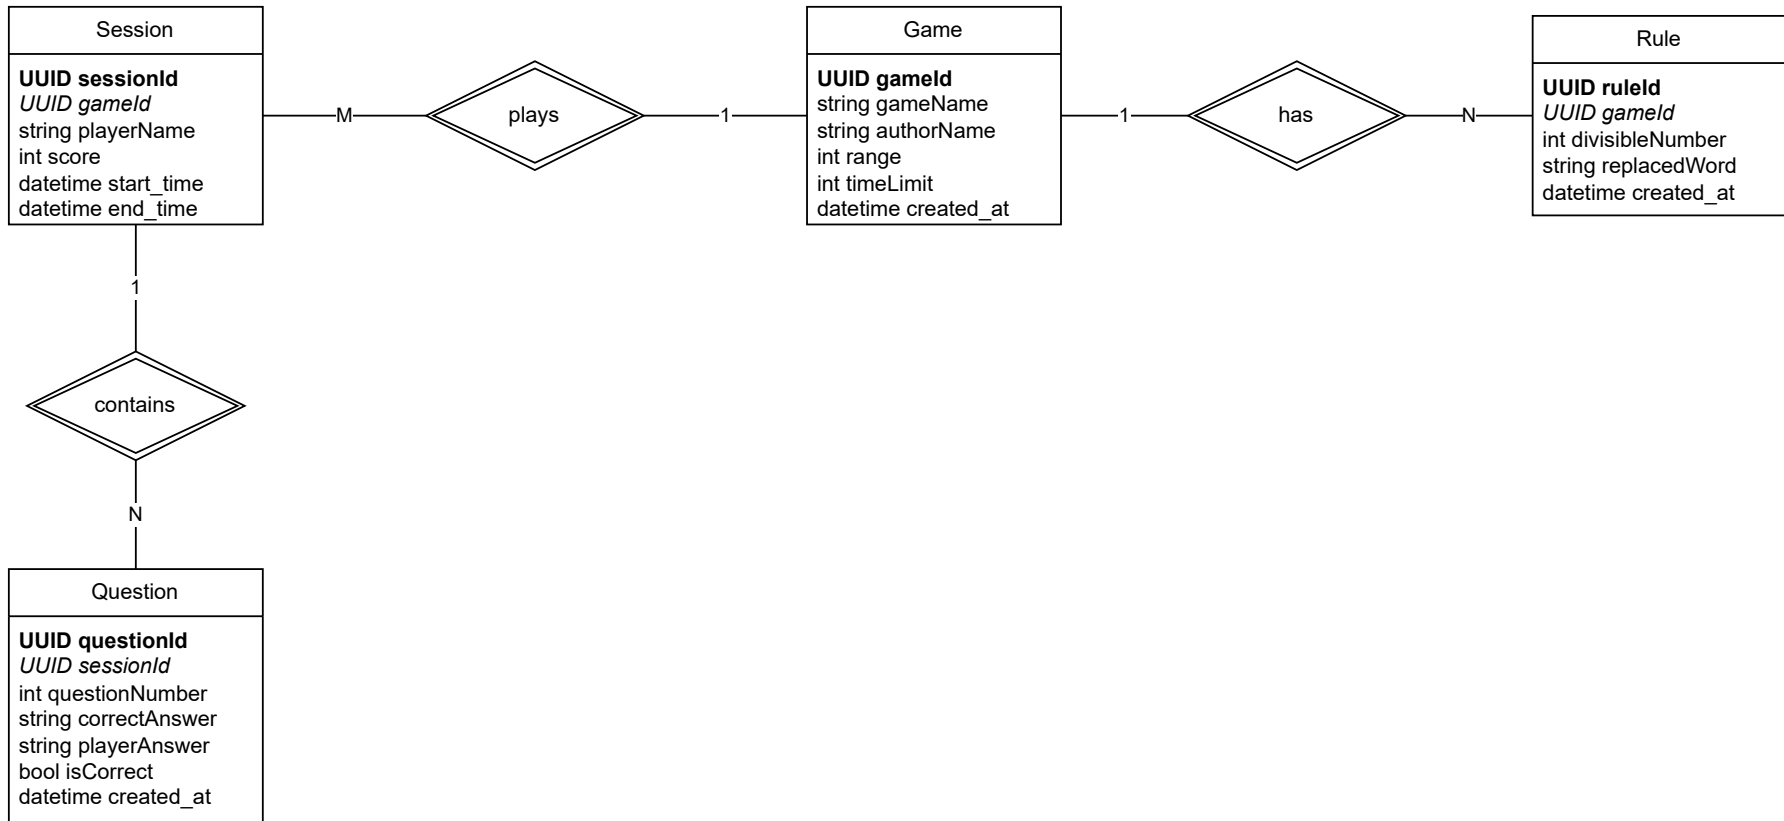 Session
UUID sessionId
UUID gameId
string playerName
int score
datetime start_time
datetime end_time
M
plays
1
Game
UUID gameId
string gameName
string authorName
int range
int timeLimit
datetime created_at
1
has
N
Rule
UUID ruleId
UUID gameId
int divisibleNumber
string replacedWord
datetime created_at
1
contains
N
Question
UUID questionId
UUID sessionId
int questionNumber
string correctAnswer
string playerAnswer
bool isCorrect
datetime created_at